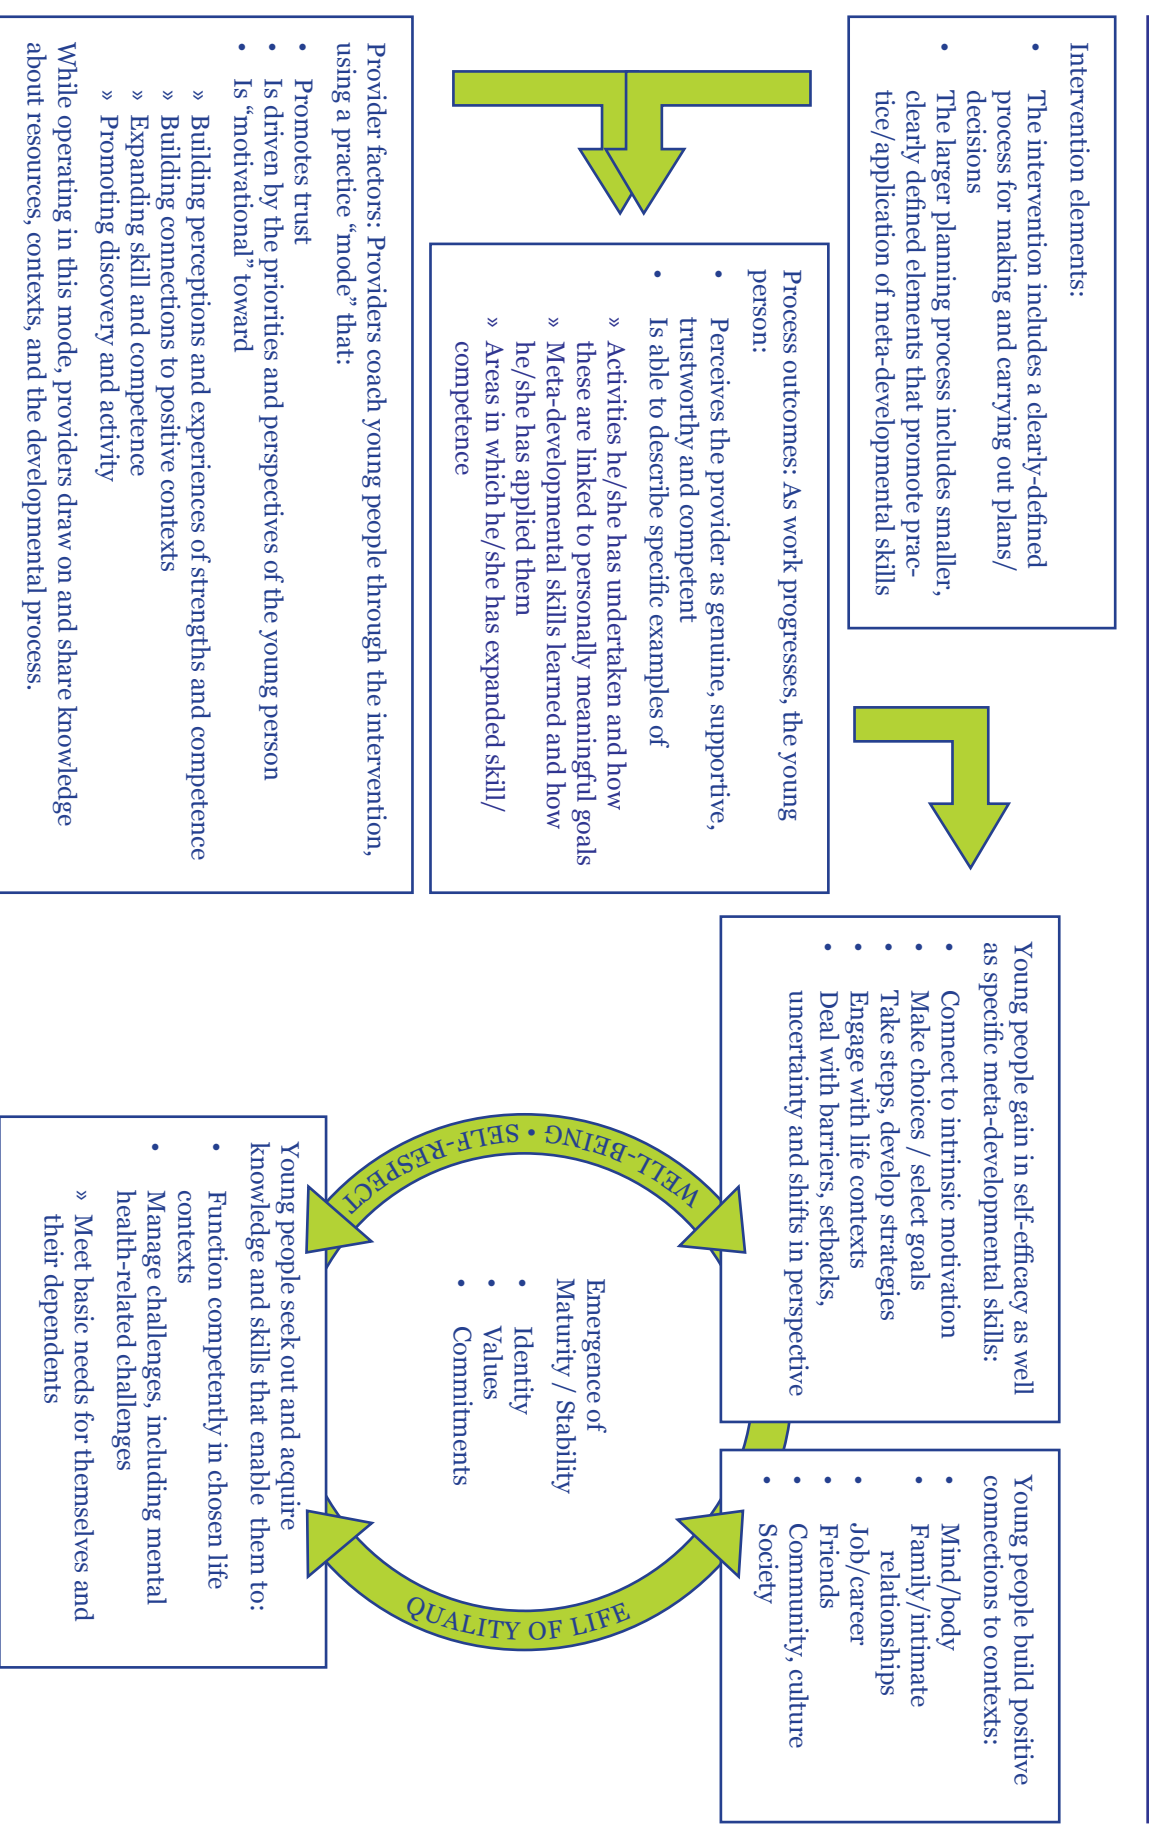 Intervention elements:
• The intervention includes a clearly-defined
process for making and carrying out plans/
decisions
• The larger planning process includes smaller,
clearly defined elements that promote prac-
tice/application of meta-developmental skills
Process outcomes: As work progresses, the young
person:
• Perceives the provider as genuine, supportive,
trustworthy and competent
• Is able to describe specific examples of
» Activities he/she has undertaken and how
these are linked to personally meaningful goals
» Meta-developmental skills learned and how
he/she has applied them
» Areas in which he/she has expanded skill/
competence
Provider factors: Providers coach young people through the intervention,
using a practice “mode” that:
• Promotes trust
• Is driven by the priorities and perspectives of the young person
• Is “motivational” toward
» Building perceptions and experiences of strengths and competence
» Building connections to positive contexts
» Expanding skill and competence
» Promoting discovery and activity
While operating in this mode, providers draw on and share knowledge
about resources, contexts, and the developmental process.
Young people gain in self-efficacy as well
as specific meta-developmental skills:
• Connect to intrinsic motivation
• Make choices / select goals
• Take steps, develop strategies
• Engage with life contexts
• Deal with barriers, setbacks,
uncertainty and shifts in perspective
Young people build positive
connections to contexts:
• Mind/body
• Family/intimate
relationships
• Job/career
• Friends
• Community, culture
• Society
WELL-BEING • SELF-RESPECT
Emergence of
Maturity / Stability
• Identity
• Values
• Commitments
QUALITY OF LIFE
Young people seek out and acquire
knowledge and skills that enable them to:
• Function competently in chosen life
contexts
• Manage challenges, including mental
health-related challenges
» Meet basic needs for themselves and
their dependents